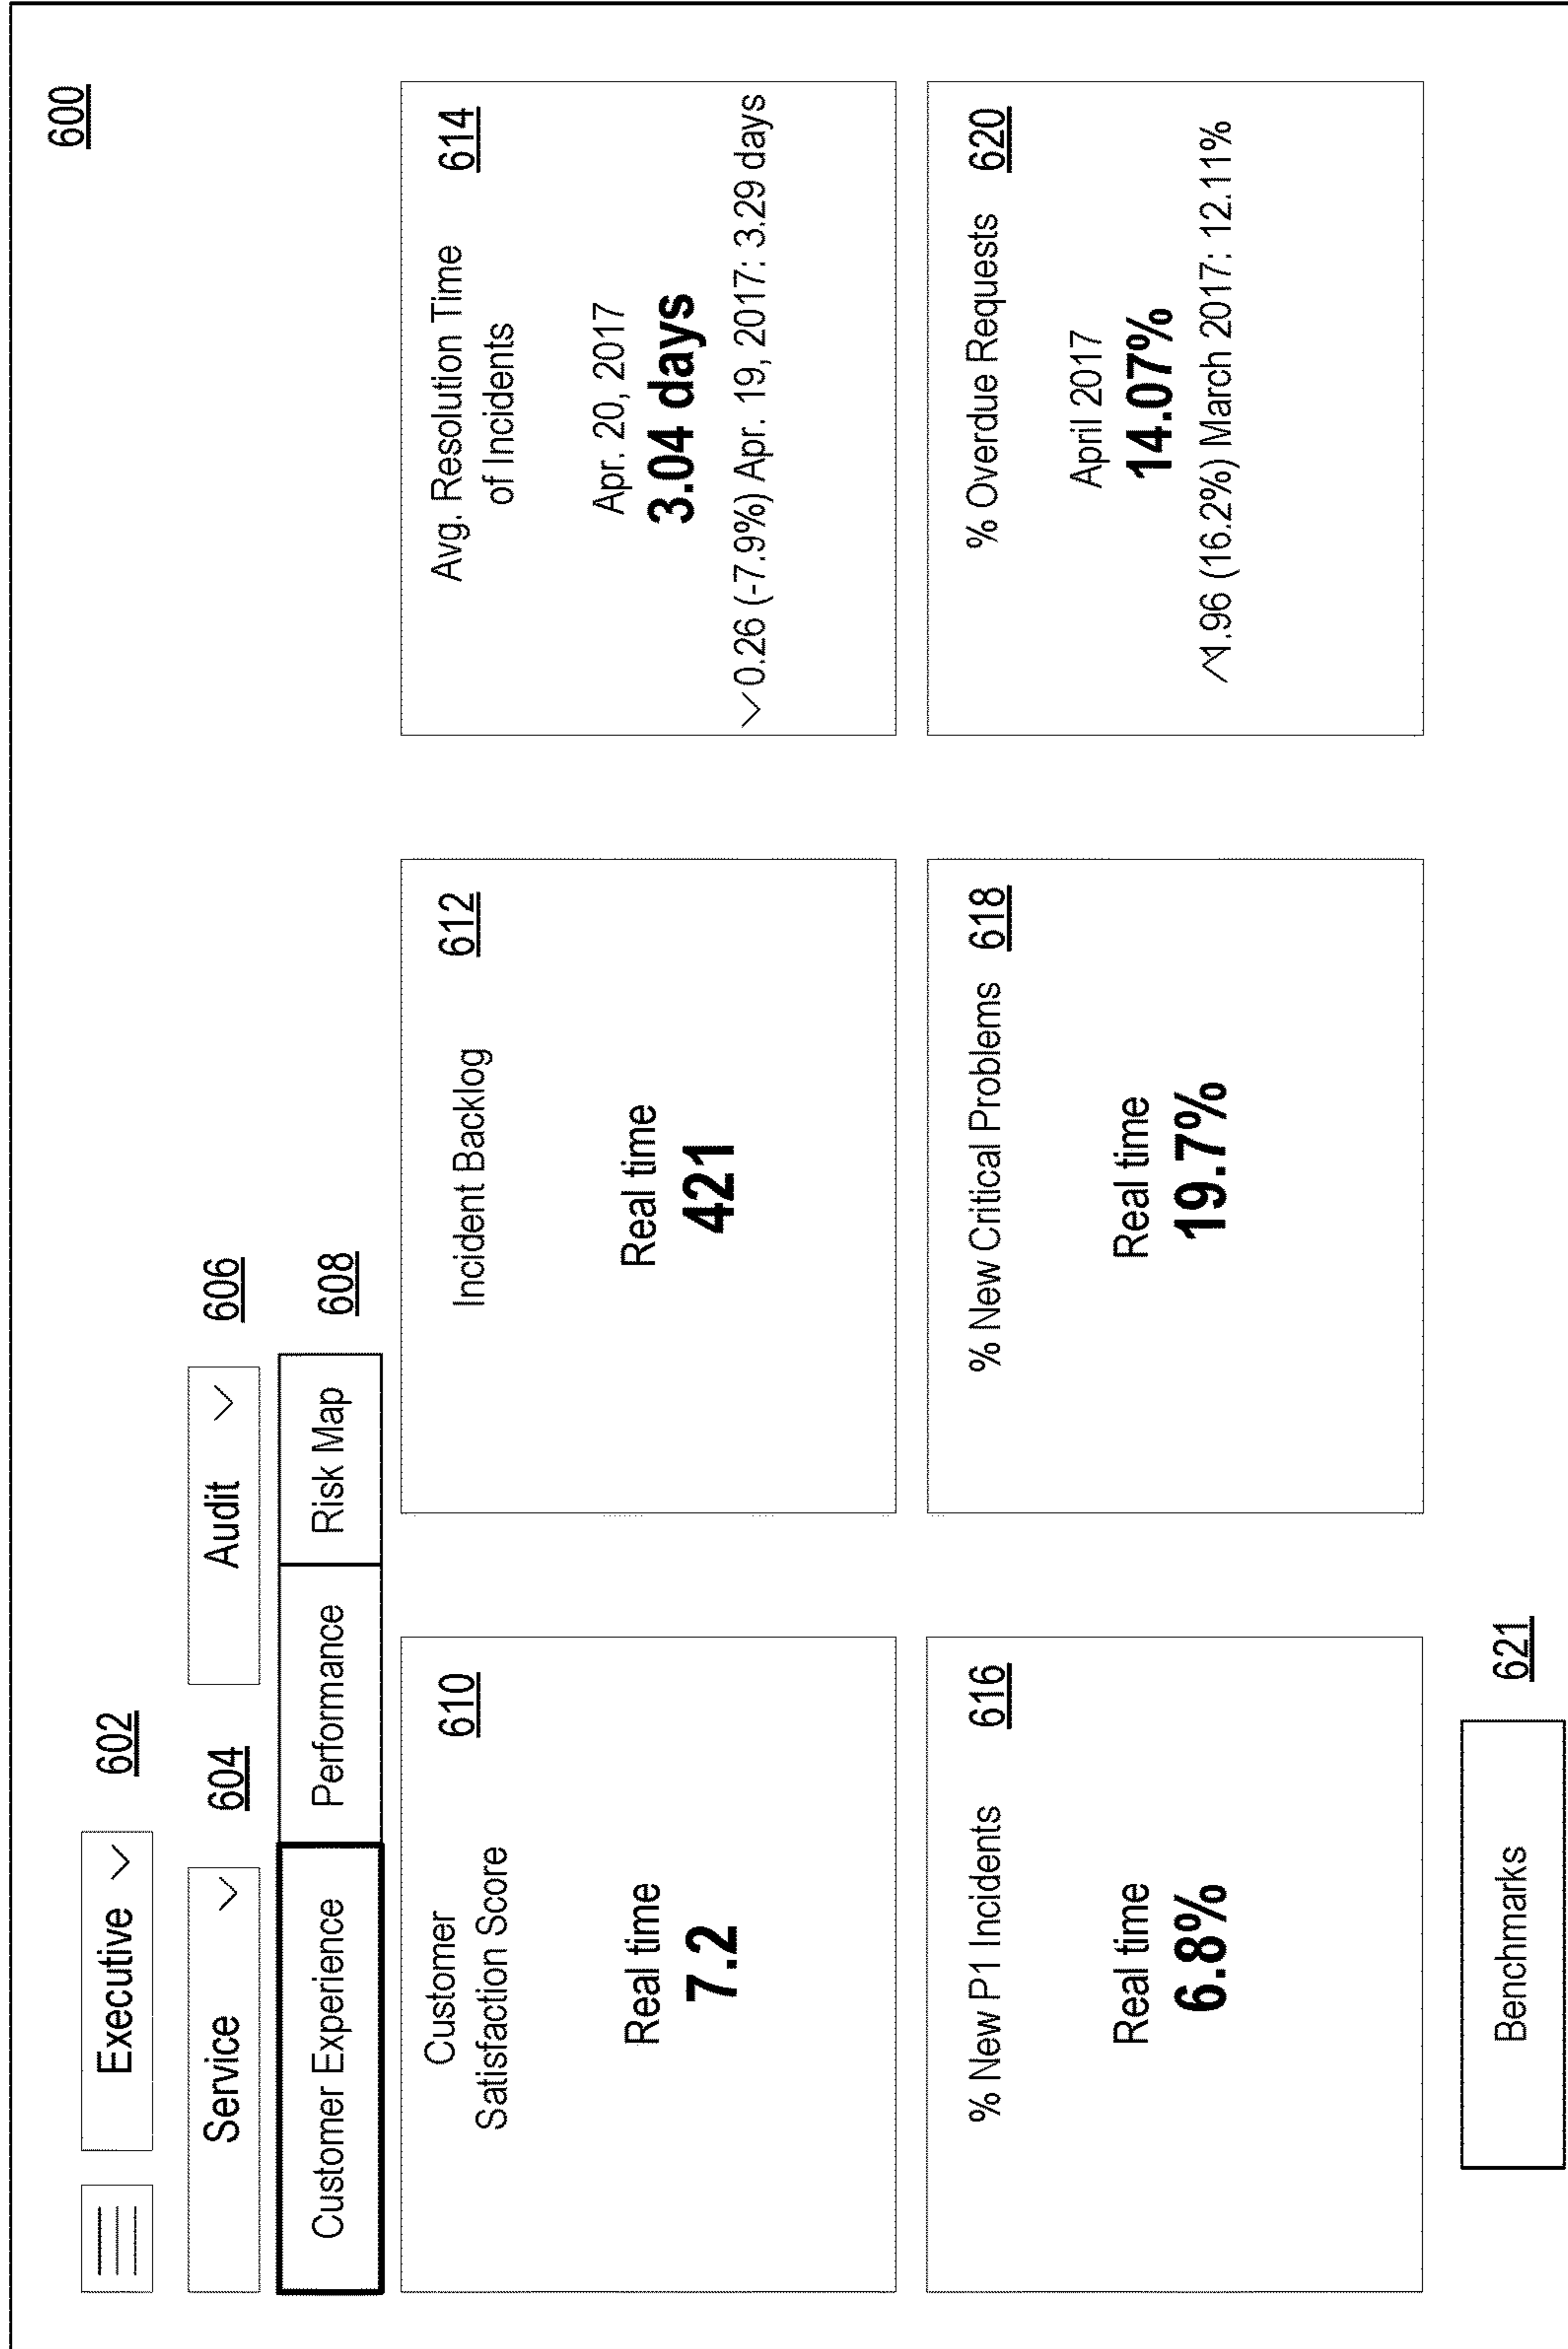 600
Executive 602
Service 604 Audit 606
Customer Experience Performance Risk Map 608
Customer
Satisfaction Score
610
Real time
7.2
Incident Backlog
612
Real time
421
Avg. Resolution Time
of Incidents
614
Apr. 20, 2017
3.04 days
0.26 (-7.9%) Apr. 19, 2017: 3.29 days
% New P1 Incidents
616
Real time
6.8%
% New Critical Problems 618
Real time
19.7%
% Overdue Requests
620
April 2017
14.07%
1.96 (16.2%) March 2017: 12.11%
Benchmarks 621